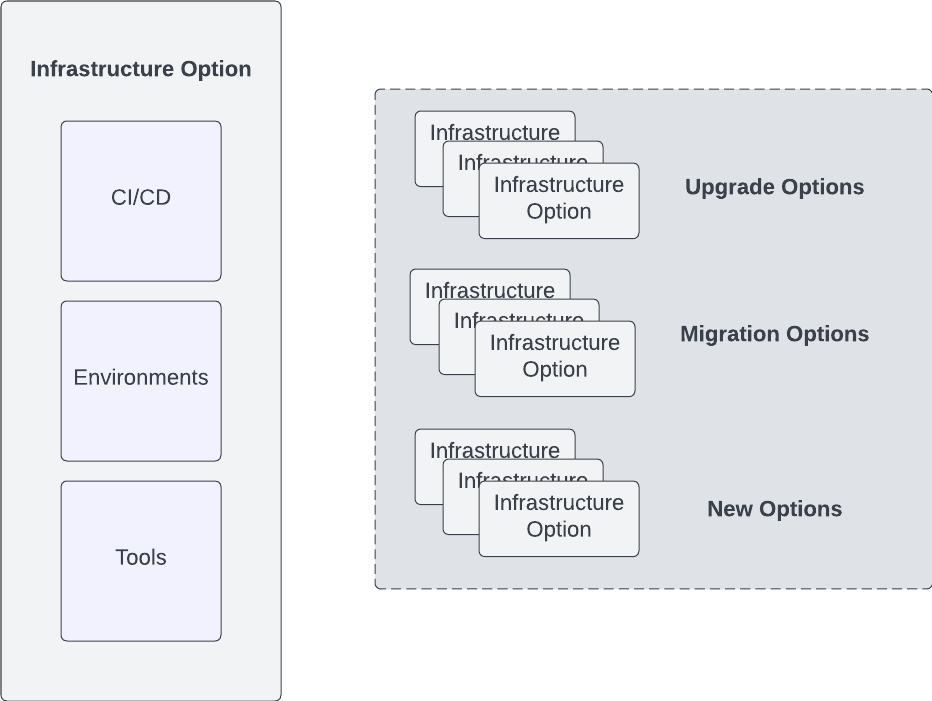 Infrastructure Option
CI/CD
Environments
Tools
Infrastructure
Infrastructure
Infrastructure
Option
Upgrade Options
Infrastructure
Infrastructure
Infrastructure
Option
Migration Options
Infrastructure
Infrastructure
Infrastructure
Option
New Options